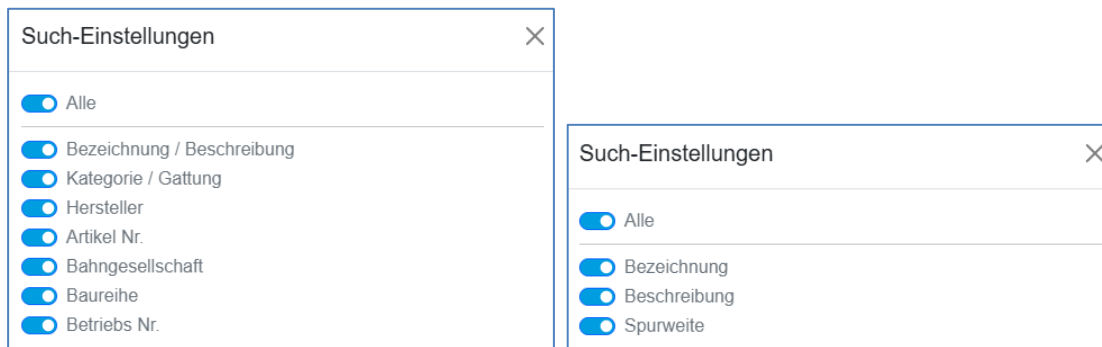 Such-Einstellungen
Alle
Bezeichnung / Beschreibung
Kategorie / Gattung
Hersteller
Artikel Nr.
Bahngesellschaft
Baureihe
Betriebs Nr.
Such-Einstellungen
Alle
Bezeichnung
Beschreibung
Spurweite